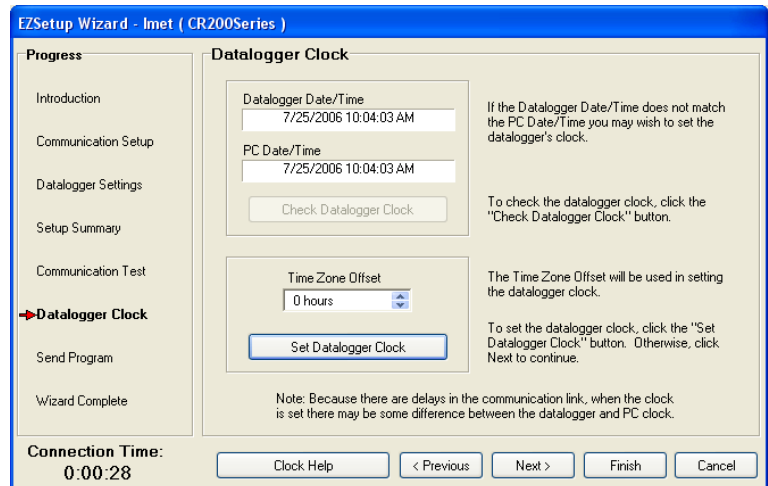 EZSetup Wizard - Imet ( CR200Series )
Progress
Introduction
Communication Setup
Datalogger Settings
Setup Summary
Communication Test
Datalogger Clock
Send Program
Wizard Complete
Connection Time:
0:00:28
Datalogger Clock
Datalogger Date/Time
7/25/2006 10:04:03 AM
PC Date/Time
7/25/2006 10:04:03 AM
Check Datalogger Clock
If the Datalogger Date/Time does not match
the PC Date/Time you may wish to set the
datalogger's clock.
To check the datalogger clock, click the
"Check Datalogger Clock" button.
Time Zone Offset
0 hours
Set Datalogger Clock
The Time Zone Offset will be used in setting
the datalogger clock.
To set the datalogger clock, click the "Set
Datalogger Clock" button. Otherwise, click
Next to continue.
Note: Because there are delays in the communication link, when the clock
is set there may be some difference between the datalogger and PC clock.
Clock Help
< Previous
Next >
Finish
Cancel